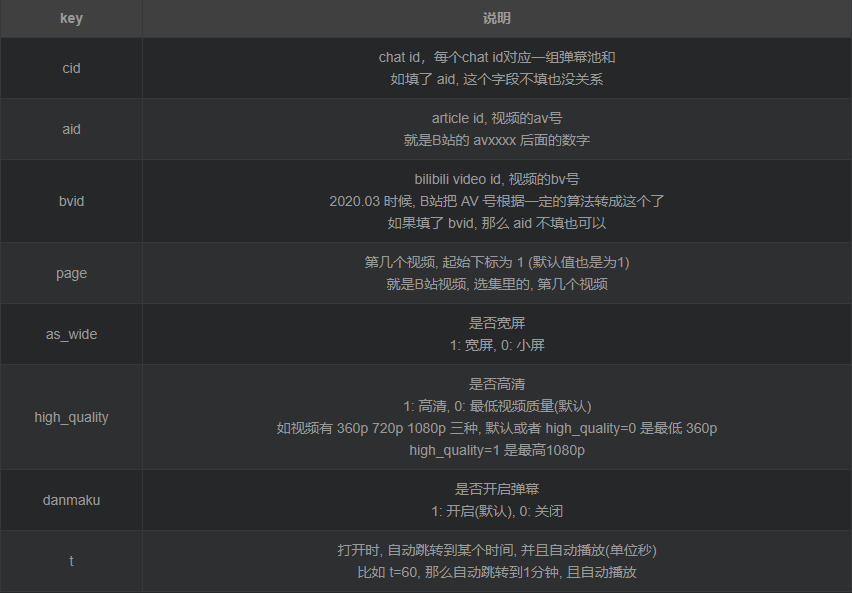 key 说明
cid
chat id，每个chat id对应一组弹幕池和
如填了 aid, 这个字段不填也没关系
aid
article id, 视频的av号
就是B站的 avxxxx 后面的数字
bvid
bilibili video id, 视频的bv号
2020.03 时候, B站把 AV 号根据一定的算法转成这个了
如果填了 bvid, 那么 aid 不填也可以
page
第几个视频, 起始下标为 1 (默认值也是为1)
就是B站视频, 选集里的, 第几个视频
as_wide
是否宽屏
1: 宽屏, 0: 小屏
high_quality
是否高清
1: 高清, 0: 最低视频质量(默认)
如视频有 360p 720p 1080p 三种, 默认或者 high_quality=0 是最低 360p
high_quality=1 是最高1080p
danmaku
是否开启弹幕
1: 开启(默认), 0: 关闭
t
打开时, 自动跳转到某个时间, 并且自动播放(单位秒)
比如 t=60, 那么自动跳转到1分钟, 且自动播放